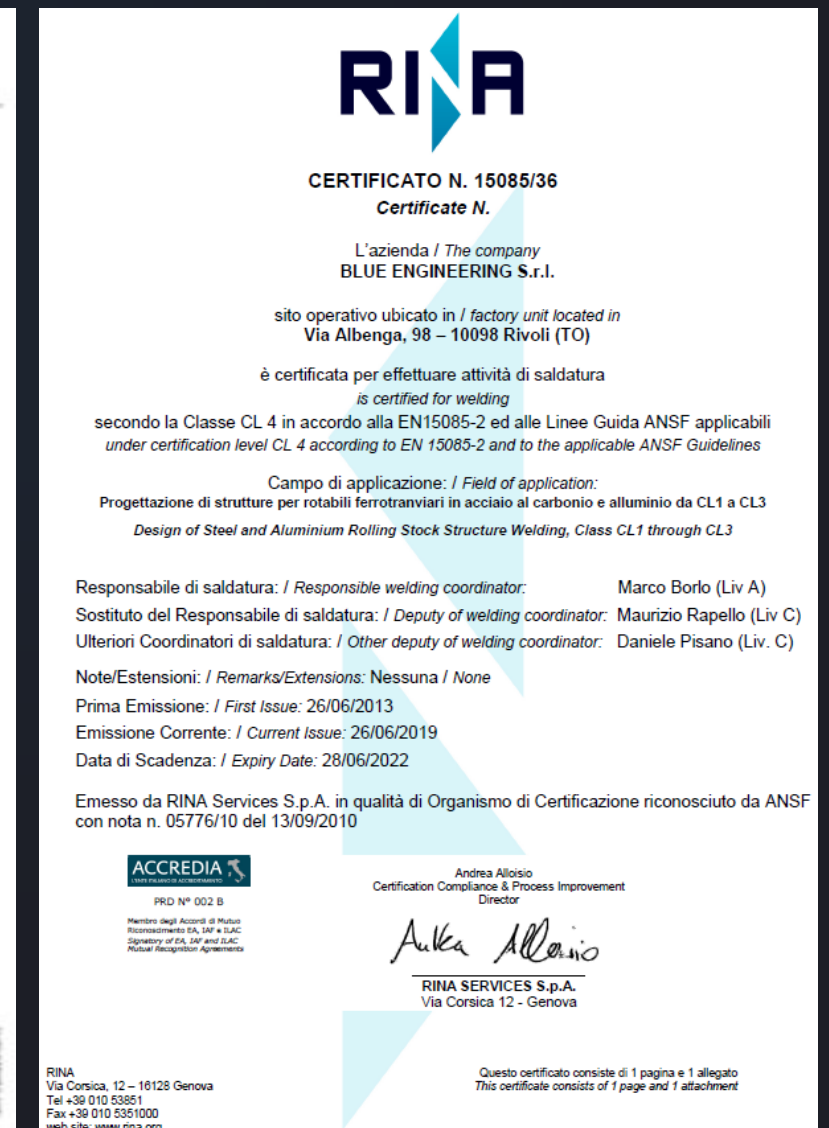 RINA
CERTIFICATO N. 15085/36
Certificate N.
L'azienda / The company
BLUE ENGINEERING S.r.l.
sito operativo ubicato in / factory unit located in
Via Albenga, 98 – 10098 Rivoli (TO)
è certificata per effettuare attività di saldatura
is certified for welding
secondo la Classe CL 4 in accordo alla EN15085-2 ed alle Linee Guida ANSF applicabili
under certification level CL 4 according to EN 15085-2 and to the applicable ANSF Guidelines
Campo di applicazione: / Field of application:
Progettazione di strutture per rotabili ferrotranviari in acciaio al carbonio e alluminio da CL1 a CL3
Design of Steel and Aluminium Rolling Stock Structure Welding, Class CL1 through CL3
Responsabile di saldatura: / Responsible welding coordinator: Marco Borlo (Liv A)
Sostituto del Responsabile di saldatura: / Deputy of welding coordinator: Maurizio Rapello (Liv C)
Ulteriori Coordinatori di saldatura: / Other deputy of welding coordinator: Daniele Pisano (Liv. C)
Note/Estensioni: / Remarks/Extensions: Nessuna / None
Prima Emissione: / First Issue: 26/06/2013
Emissione Corrente: / Current Issue: 26/06/2019
Data di Scadenza: / Expiry Date: 28/06/2022
Emesso da RINA Services S.p.A. in qualità di Organismo di Certificazione riconosciuto da ANSF
con nota n. 05776/10 del 13/09/2010
ACCREDIA
L'ENTE ITALIANO DI ACCREDITAMENTO
PRD N° 002 B
Membro degli Accordi di Mutuo
Riconoscimento EA, IAF e ILAC
Signatory of EA, IAF and ILAC
Mutual Recognition Agreements
Andrea Alloisio
Certification Compliance & Process Improvement
Director
RINA SERVICES S.p.A.
Via Corsica 12 - Genova
RINA
Via Corsica, 12 – 16128 Genova
Tel +39 010 53851
Fax +39 010 5351000
web site: www.rina.org
Questo certificato consiste di 1 pagina e 1 allegato
This certificate consists of 1 page and 1 attachment